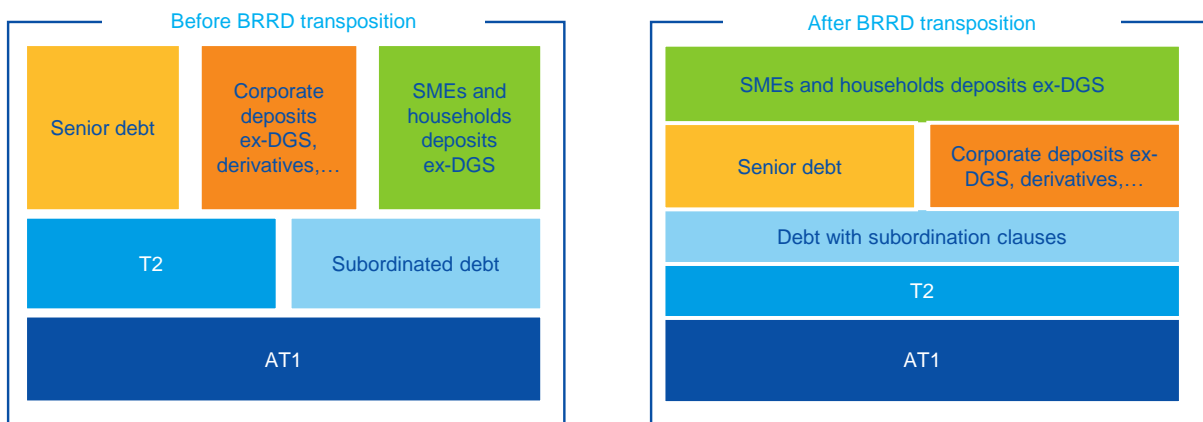 Before BRRD transposition
Senior debt
Corporate
deposits
ex-DGS,
derivatives,…
SMEs and
households
deposits
ex-DGS
T2
Subordinated debt
AT1
After BRRD transposition
SMEs and households deposits ex-DGS
Senior debt
Corporate deposits ex-
DGS, derivatives,…
Debt with subordination clauses
T2
AT1